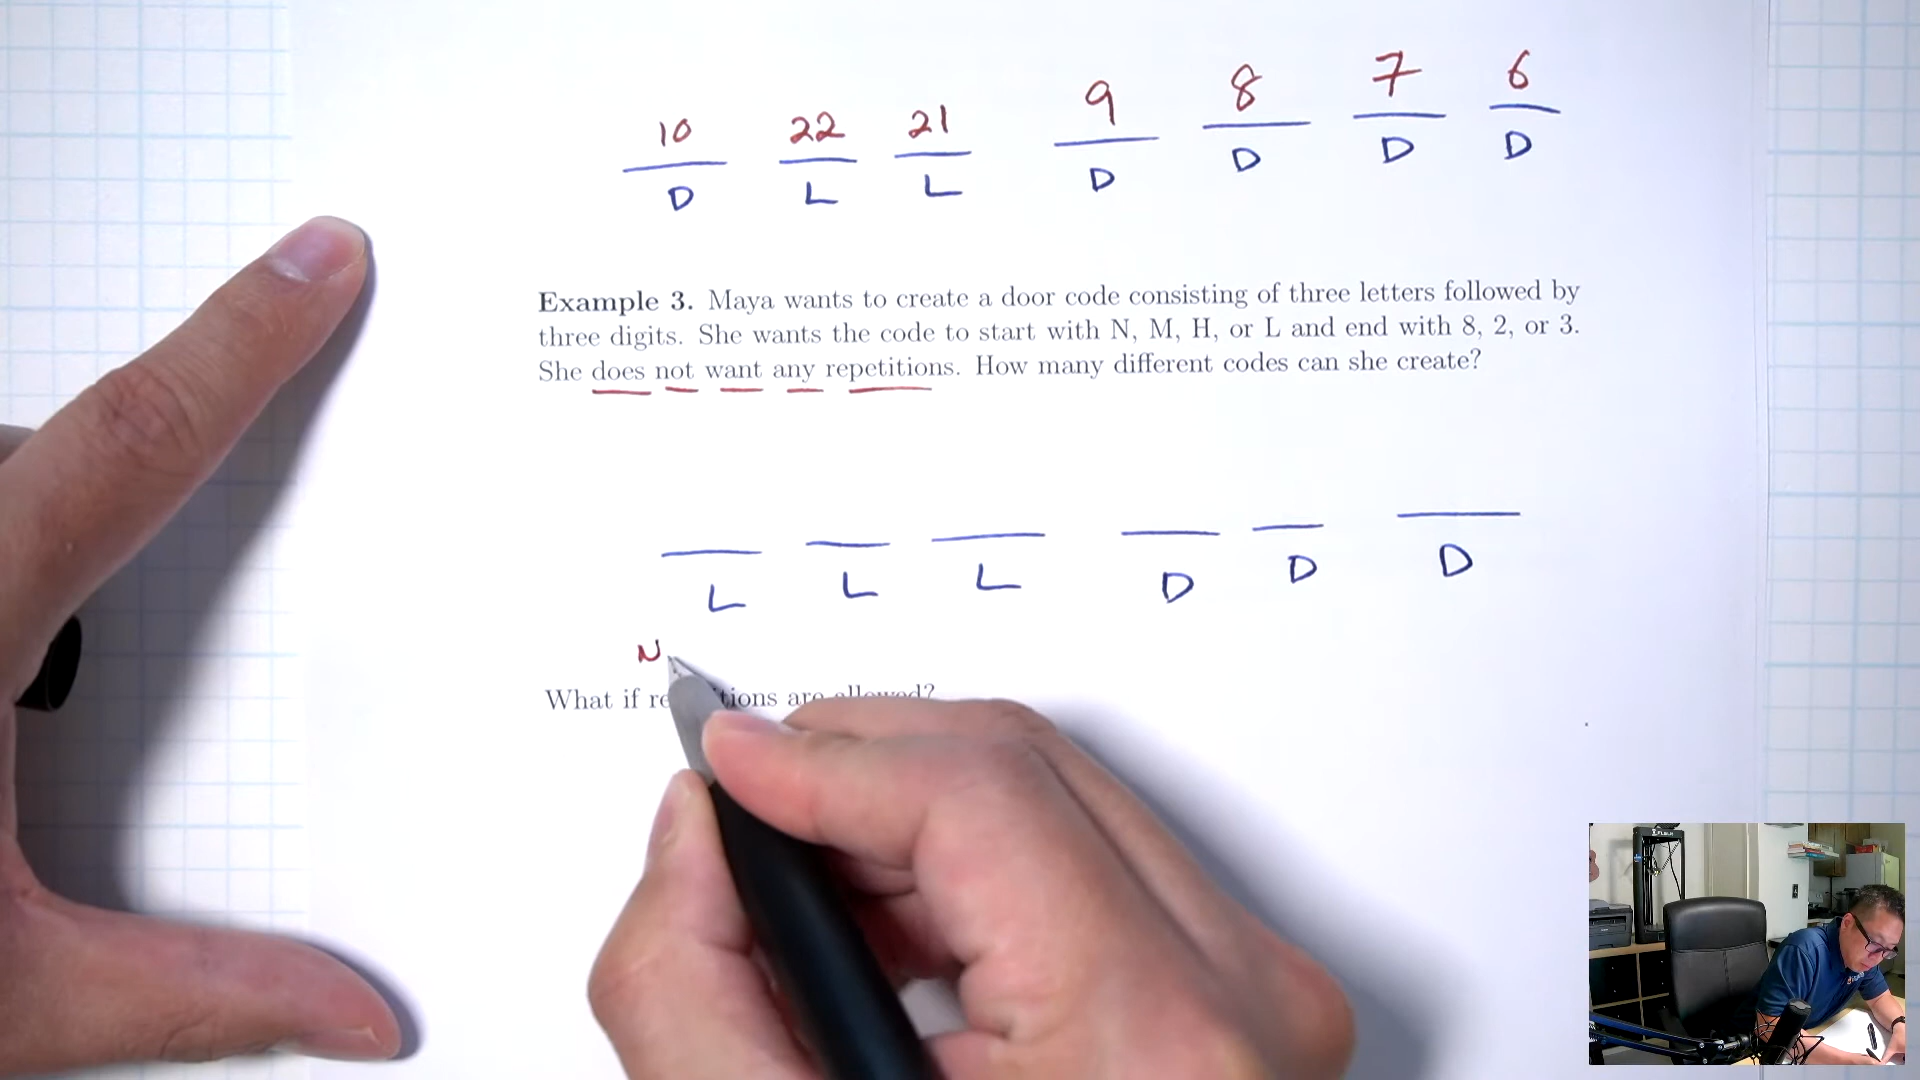 10 22 21 9 8 7 6
D L L D D D D
Example 3. Maya wants to create a door code consisting of three letters followed by
three digits. She wants the code to start with N, M, H, or L and end with 8, 2, or 3.
She does not want any repetitions. How many different codes can she create?
L L L D D D
N
What if are allowed?